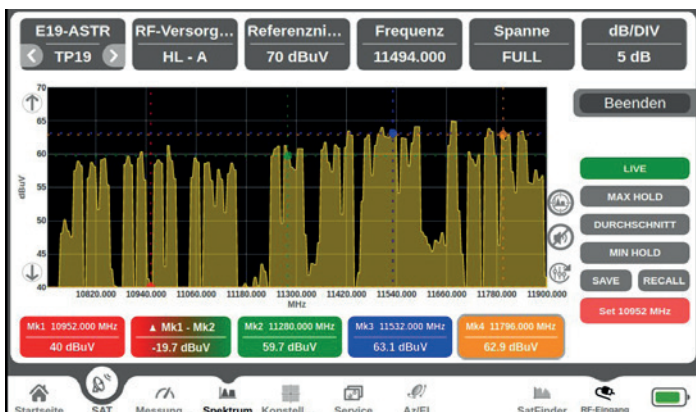 E19-ASTR RF-Versorg... Referenzni... Frequenz Spanne dB/DIV
TP19 HL - A 70 dBuV 11494.000 FULL 5 dB
70
65
60
55
50
45
40
dBuV
10820.000 10940.000 11060.000 11180.000 11300.000 11420.000 11540.000 11660.000 11780.000 11900.000
MHz
Beenden
LIVE
MAX HOLD
DURCHSCHNITT
MIN HOLD
SAVE RECALL
Set 10952 MHz
Mk1 10952.000 MHz ▲ Mk1 - Mk2 Mk2 11280.000 MHz Mk3 11532.000 MHz Mk4 11796.000 MHz
40 dBuV -19.7 dBuV 59.7 dBuV 63.1 dBuV 62.9 dBuV
Startseite SAT Messung Spektrum Konstell Service Az/El SatFinder RF-Eingang